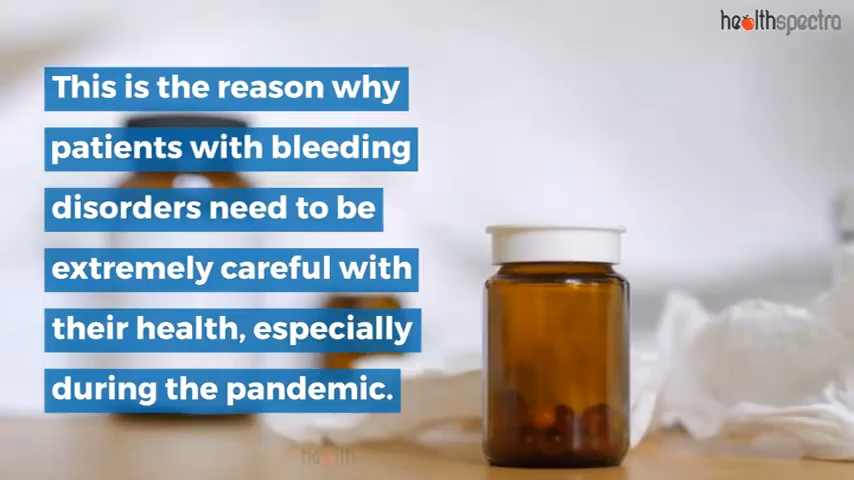 healthspectra
This is the reason why
patients with bleeding
disorders need to be
extremely careful with
their health, especially
during the pandemic.
health